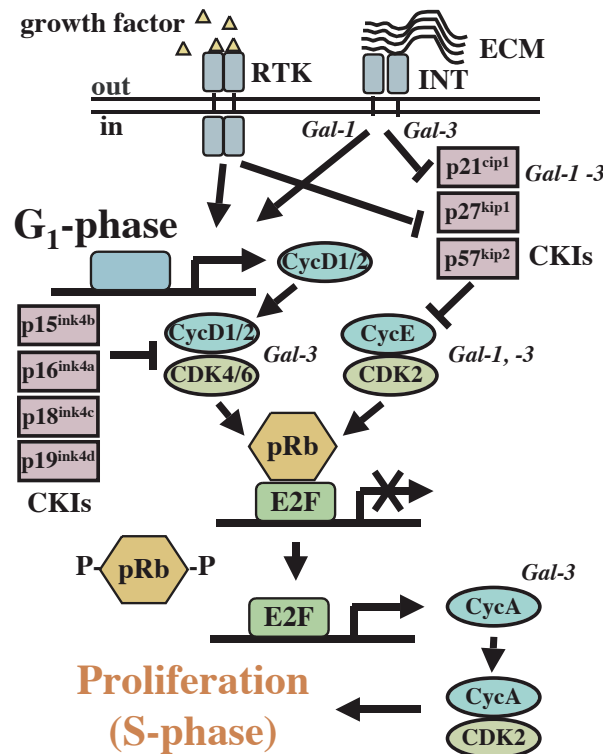 growth factor
RTK
ECM
INT
out
in
Gal-1
Gal-3
p21cip1
Gal-1 -3
p27kip1
p57kip2
CKIs
G1-phase
CycD1/2
p15ink4b
p16ink4a
p18ink4c
p19ink4d
CKIs
CycD1/2
CDK4/6
Gal-3
CycE
CDK2
Gal-1, -3
pRb
E2F
P-pRb-P
E2F
Gal-3
CycA
CycA
CDK2
Proliferation
(S-phase)